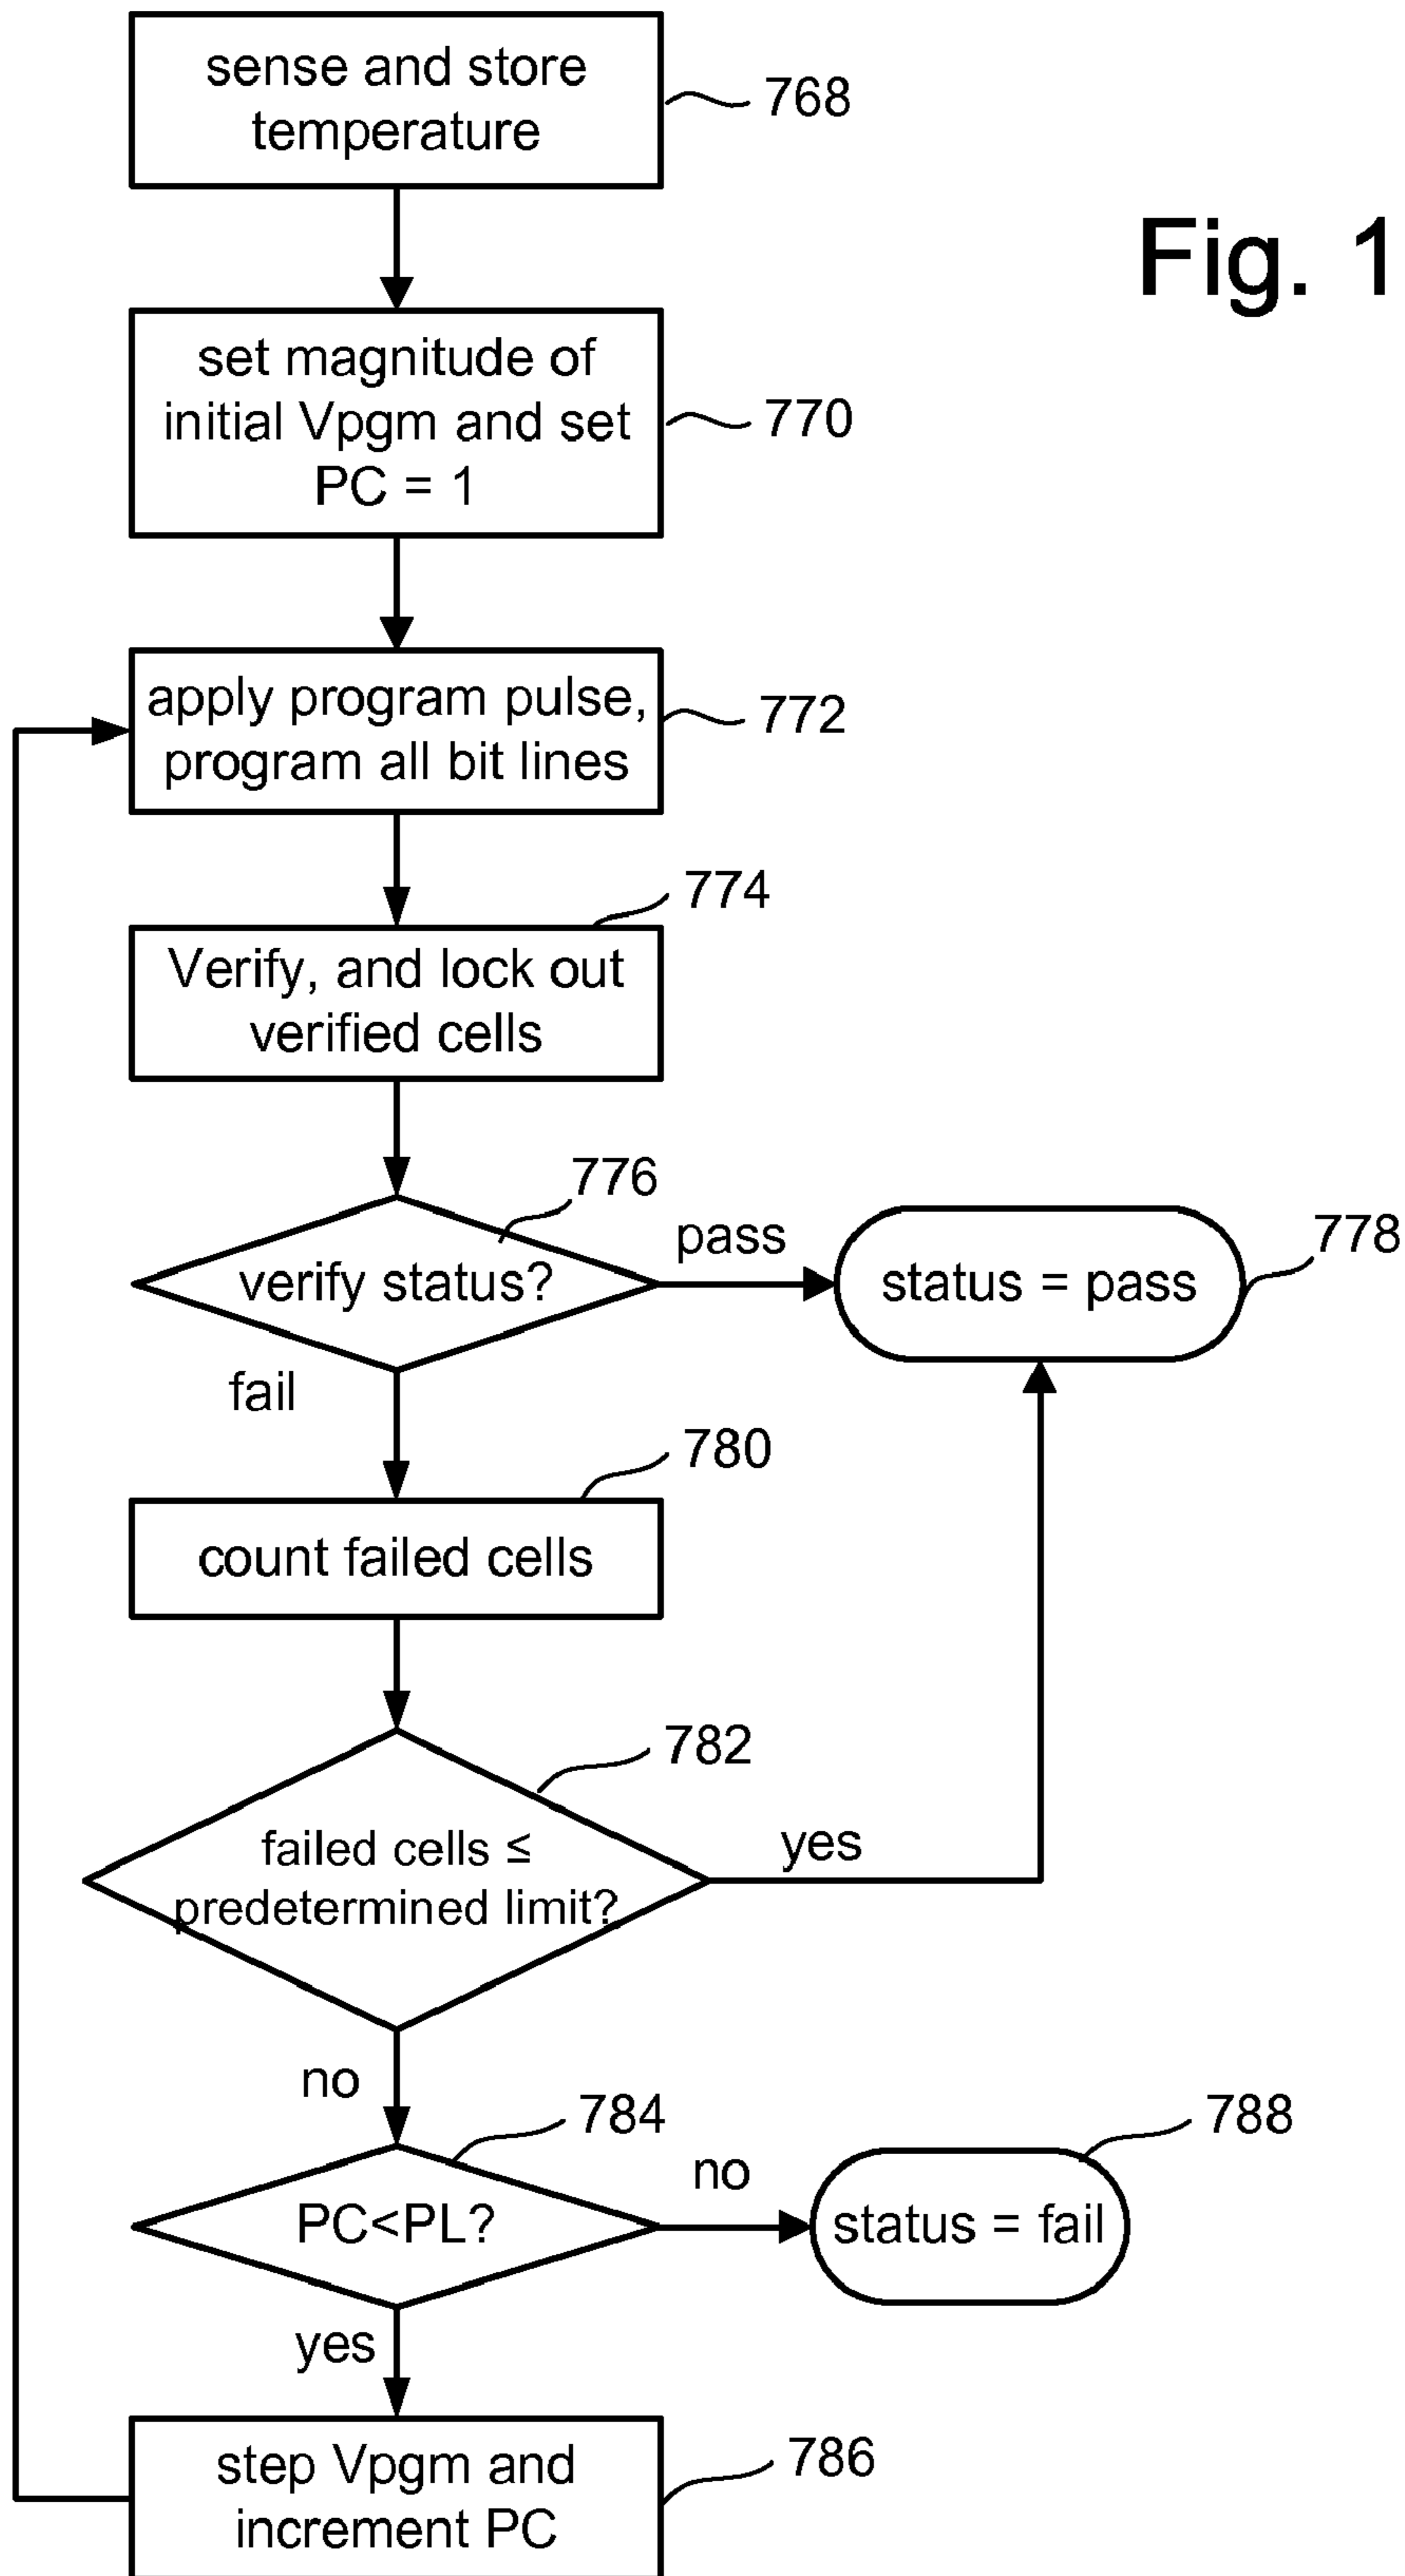 sense and store
temperature
768
Fig. 1
set magnitude of
initial Vpgm and set
PC = 1
770
apply program pulse,
program all bit lines
772
774
Verify, and lock out
verified cells
776
verify status?
pass
status = pass
778
fail
780
count failed cells
782
failed cells ≤
predetermined limit?
yes
no
784
PC<PL?
no
788
status = fail
yes
step Vpgm and
increment PC
786